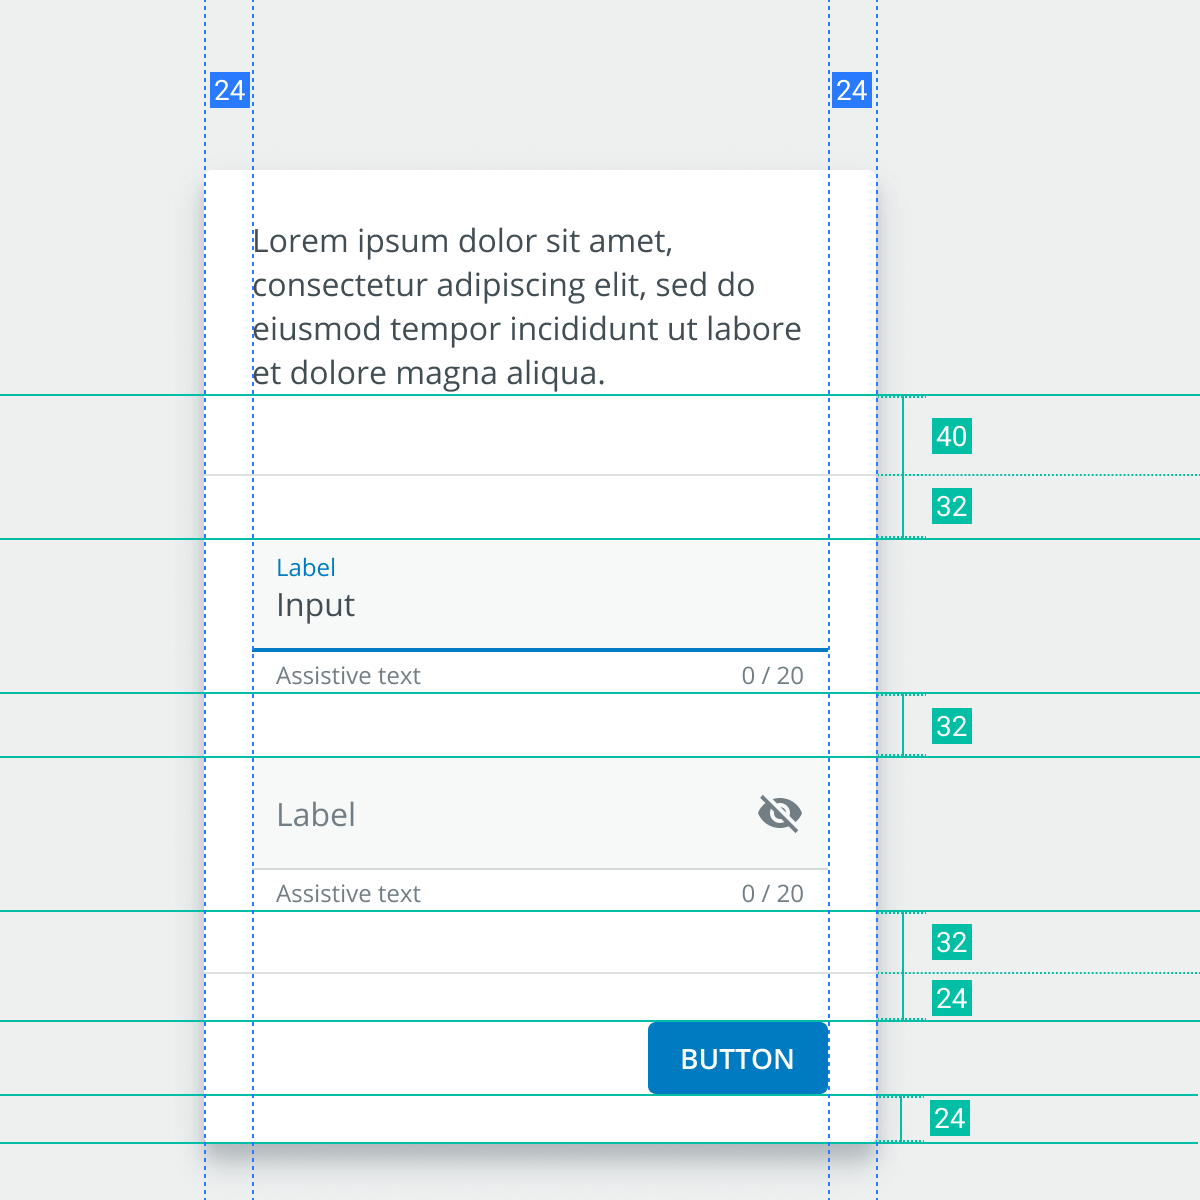 24 24
Lorem ipsum dolor sit amet,
consectetur adipiscing elit, sed do
eiusmod tempor incididunt ut labore
et dolore magna aliqua.
40
32
Label
Input
Assistive text 0 / 20
32
Label
Assistive text 0 / 20
32
24
BUTTON
24